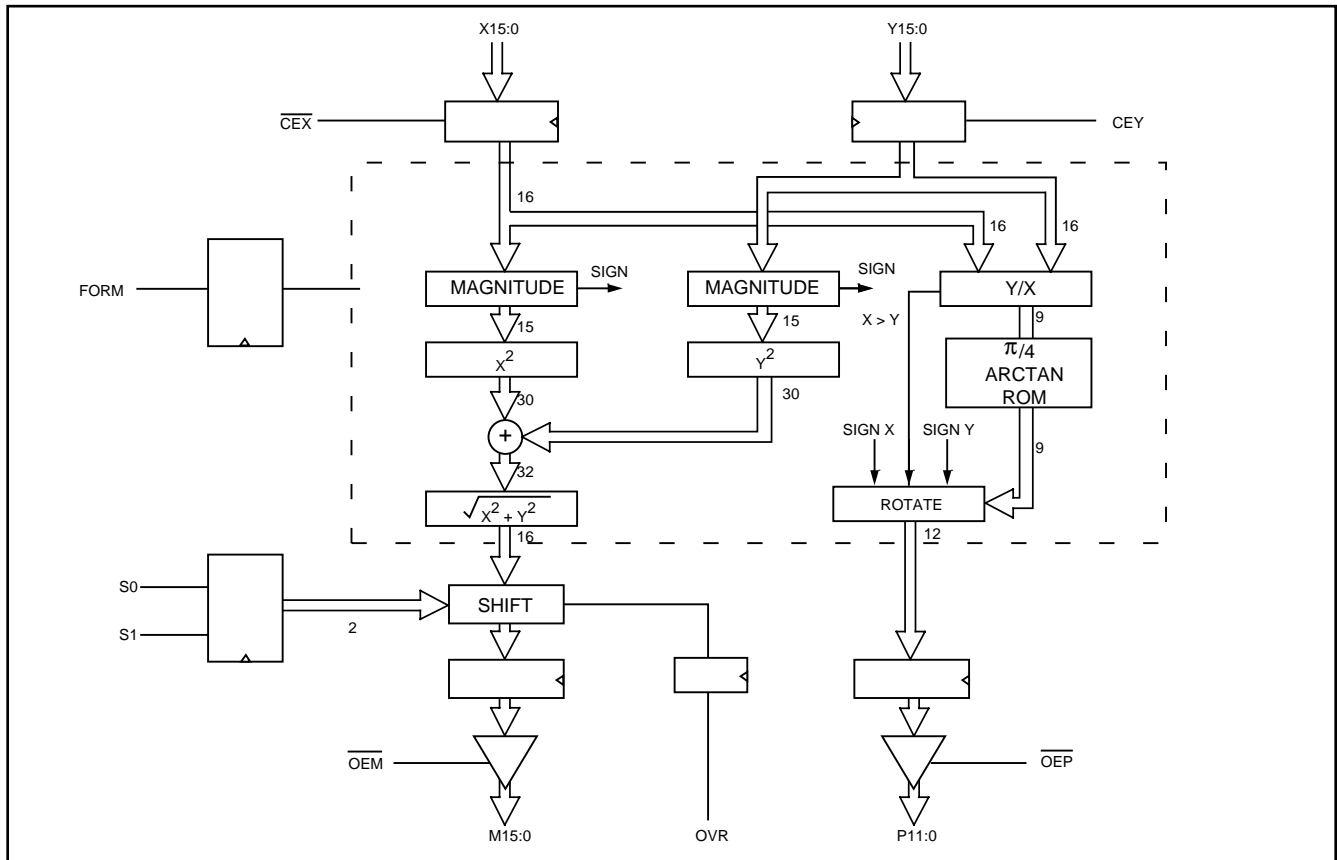 X15:0 Y15:0
CEX CEY
16
16 16
FORM
MAGNITUDE SIGN MAGNITUDE SIGN Y/X
15 15 X > Y 9
X² Y² π/4
ARCTAN
ROM
30 30
+ SIGN X SIGN Y 9
32
√X² + Y² ROTATE
16 12
S0 SHIFT
S1 2
OEM OEP
M15:0 OVR P11:0